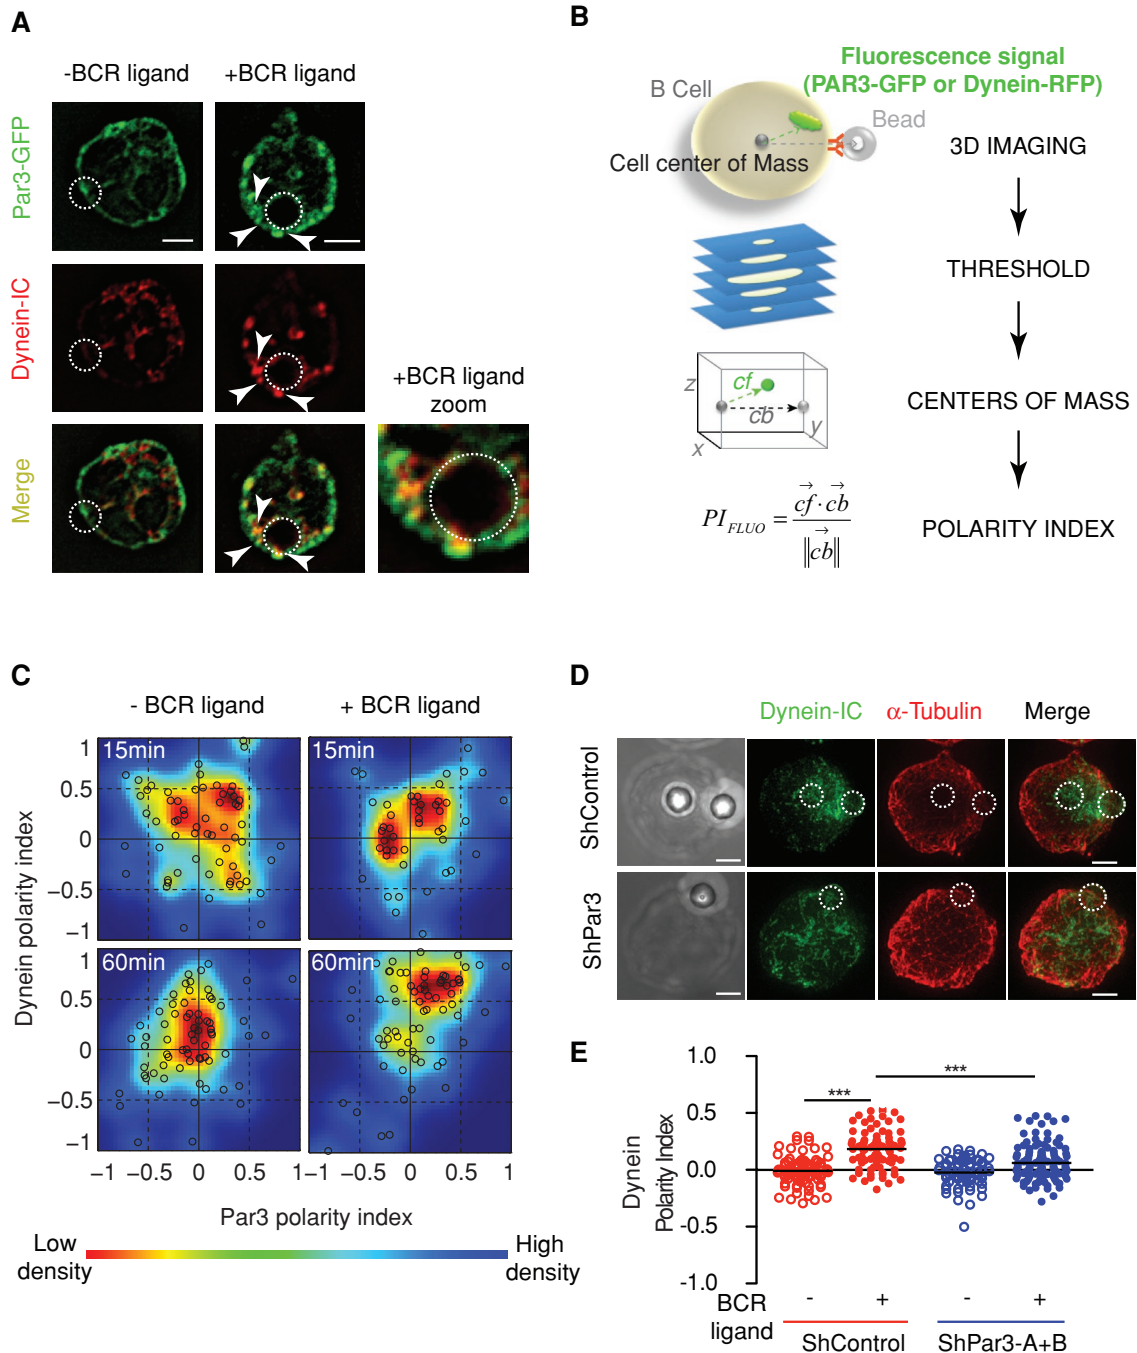 A
-BCR ligand
+BCR ligand
Par3-GFP
Dynein-IC
+BCR ligand
zoom
Merge
B
Fluorescence signal
(PAR3-GFP or Dynein-RFP)
B Cell
Bead
Cell center of Mass
3D IMAGING
THRESHOLD
z
cf
cb
y
x
CENTERS OF MASS
PI_FLUO = cf · cb / ‖cb‖
POLARITY INDEX
C
- BCR ligand
+ BCR ligand
Dynein polarity index
1
15min
15min
0.5
0
−0.5
−1
1
60min
60min
0.5
0
−0.5
−1
−1 −0.5 0 0.5 1
−1 −0.5 0 0.5 1
Par3 polarity index
Low
density
High
density
D
Dynein-IC
α-Tubulin
Merge
ShControl
ShPar3
E
Dynein
Polarity Index
1.0
0.5
0.0
-0.5
-1.0
***
***
BCR
ligand
- + - +
ShControl
ShPar3-A+B